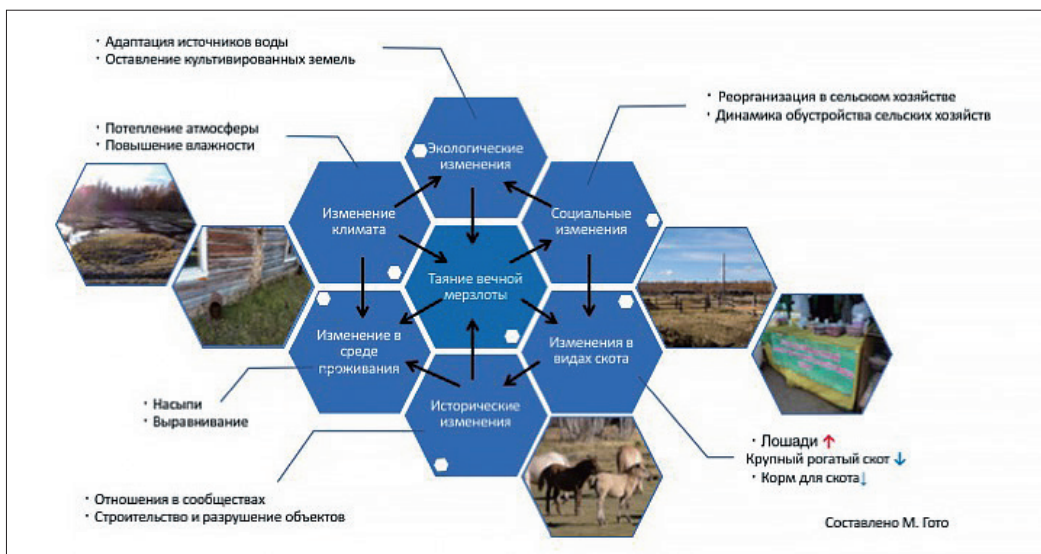 · Адаптация источников воды
· Оставление культивированных земель
· Реорганизация в сельском хозяйстве
· Динамика обустройства сельских хозяйств
· Потепление атмосферы
· Повышение влажности
Экологические
изменения
Изменение
климата
Социальные
изменения
Таяние вечной
мерзлоты
Изменение в
среде
проживания
Изменения в
видах скота
Исторические
изменения
· Насыпи
· Выравнивание
· Лошади ↑
Крупный рогатый скот ↓
· Корм для скота↓
· Отношения в сообществах
· Строительство и разрушение объектов
Составлено М. Гото